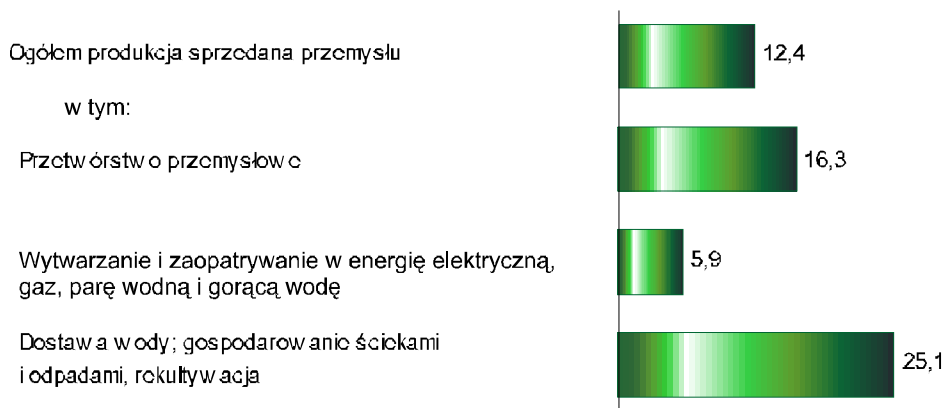 Ogółem produkcja sprzedana przemysłu 12,4
w tym:
Przetwórstwo przemysłowe 16,3
Wytwarzanie i zaopatrywanie w energię elektryczną, 5,9
gaz, parę wodną i gorącą wodę
Dostawa wody; gospodarowanie ściekami
i odpadami, rekultywacja 25,1